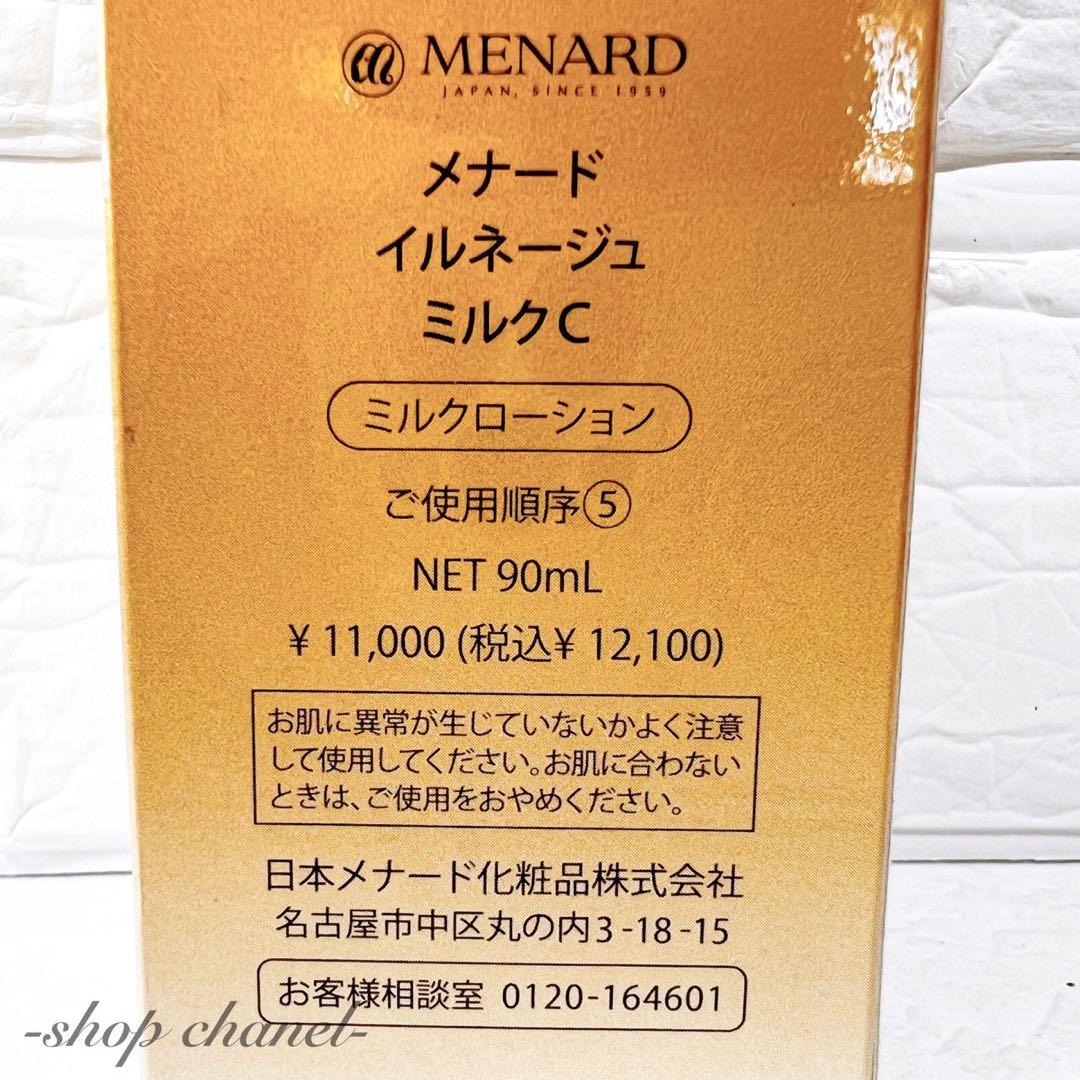 MENARD
JAPAN, SINCE 1959
メナード
イルネージュ
ミルクC
ミルクローション
ご使用順序⑤
NET 90mL
¥ 11,000 (税込¥ 12,100)
お肌に異常が生じていないかよく注意
して使用してください。お肌に合わない
ときは、ご使用をおやめください。
日本メナード化粧品株式会社
名古屋市中区丸の内3-18-15
お客様相談室 0120-164601
-shop chanel-